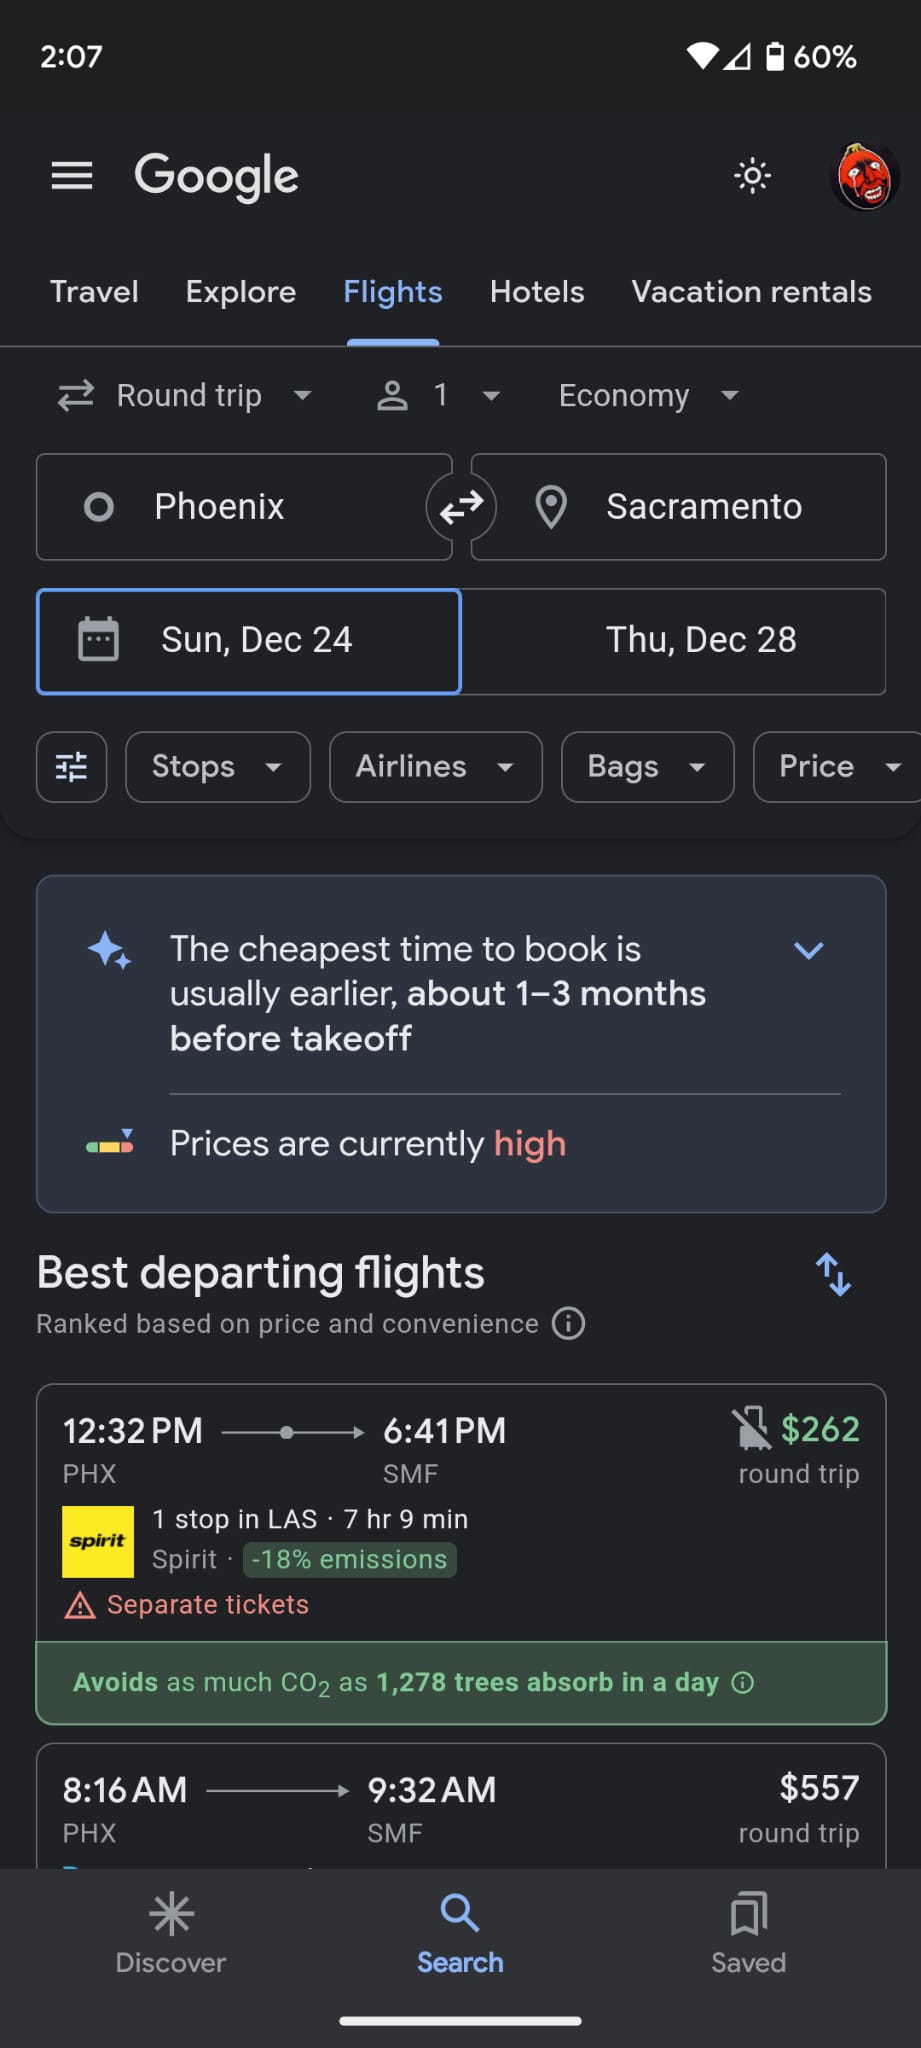 2:07
60%
Google
Travel Explore Flights Hotels Vacation rentals
Round trip 1 Economy
Phoenix Sacramento
Sun, Dec 24 Thu, Dec 28
Stops Airlines Bags Price
The cheapest time to book is
usually earlier, about 1–3 months
before takeoff
Prices are currently high
Best departing flights
Ranked based on price and convenience
12:32 PM 6:41 PM $262
PHX SMF round trip
spirit
1 stop in LAS · 7 hr 9 min
Spirit · -18% emissions
Separate tickets
Avoids as much CO2 as 1,278 trees absorb in a day
8:16 AM 9:32 AM $557
PHX SMF round trip
Discover Search Saved